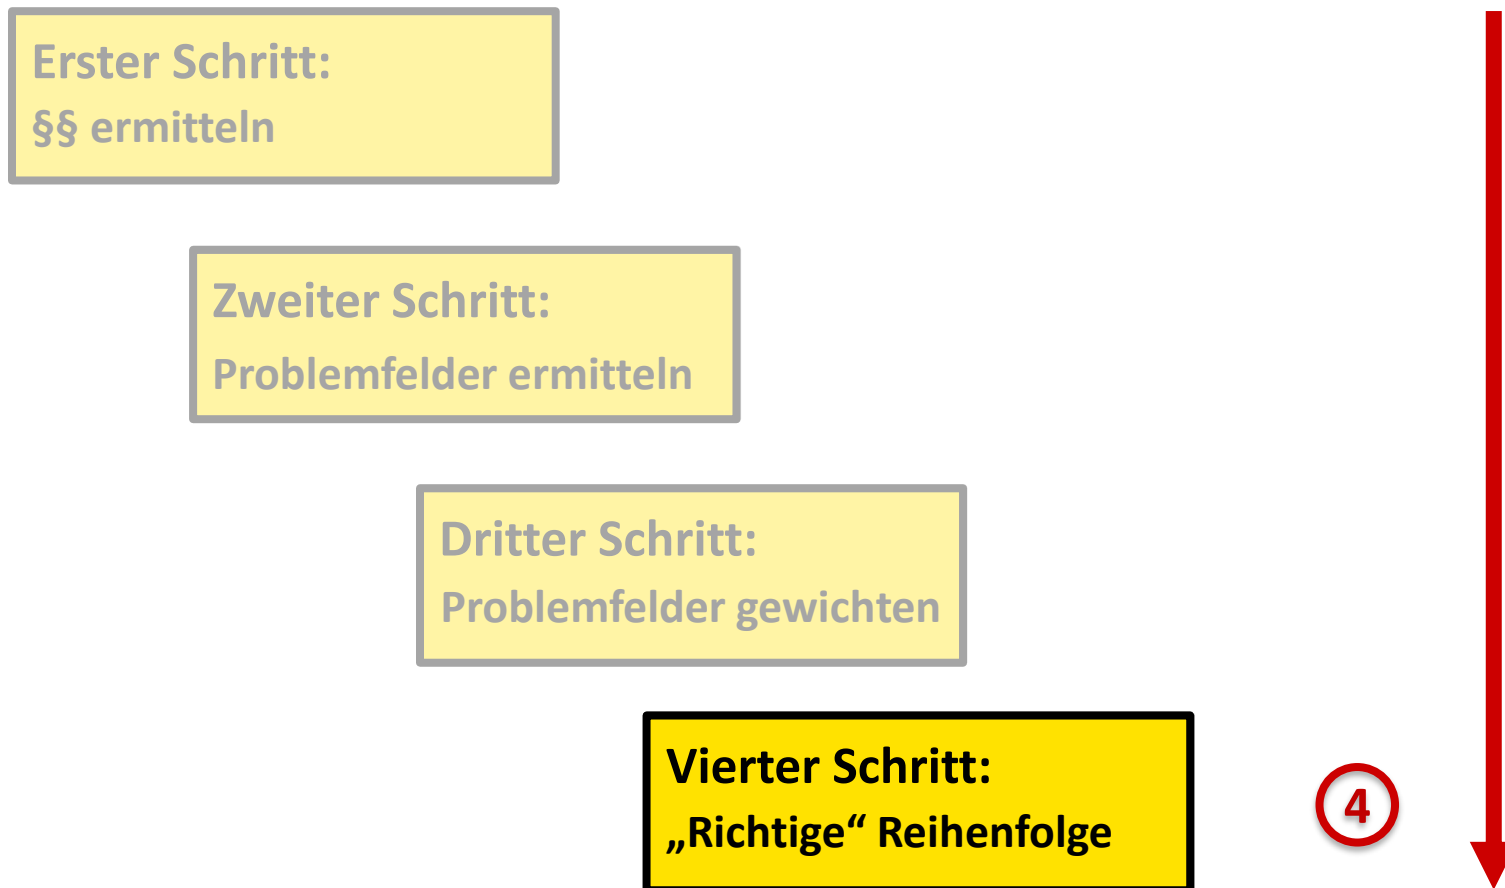 Erster Schritt:
§§ ermitteln
Zweiter Schritt:
Problemfelder ermitteln
Dritter Schritt:
Problemfelder gewichten
Vierter Schritt:
„Richtige“ Reihenfolge
4